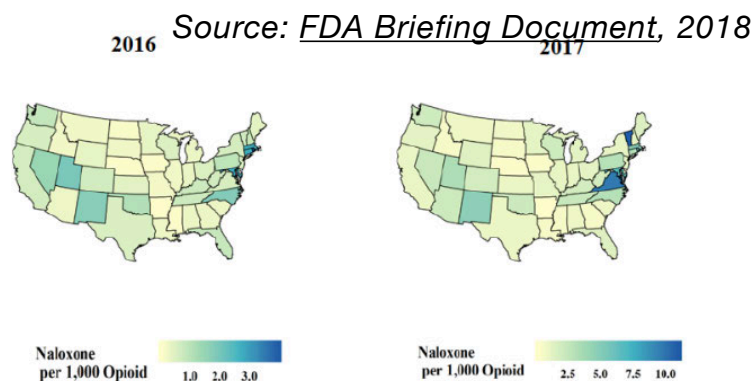 Source: FDA Briefing Document, 2018
2016
2017
Naloxone
per 1,000 Opioid
1.0 2.0 3.0
Naloxone
per 1,000 Opioid
2.5 5.0 7.5 10.0